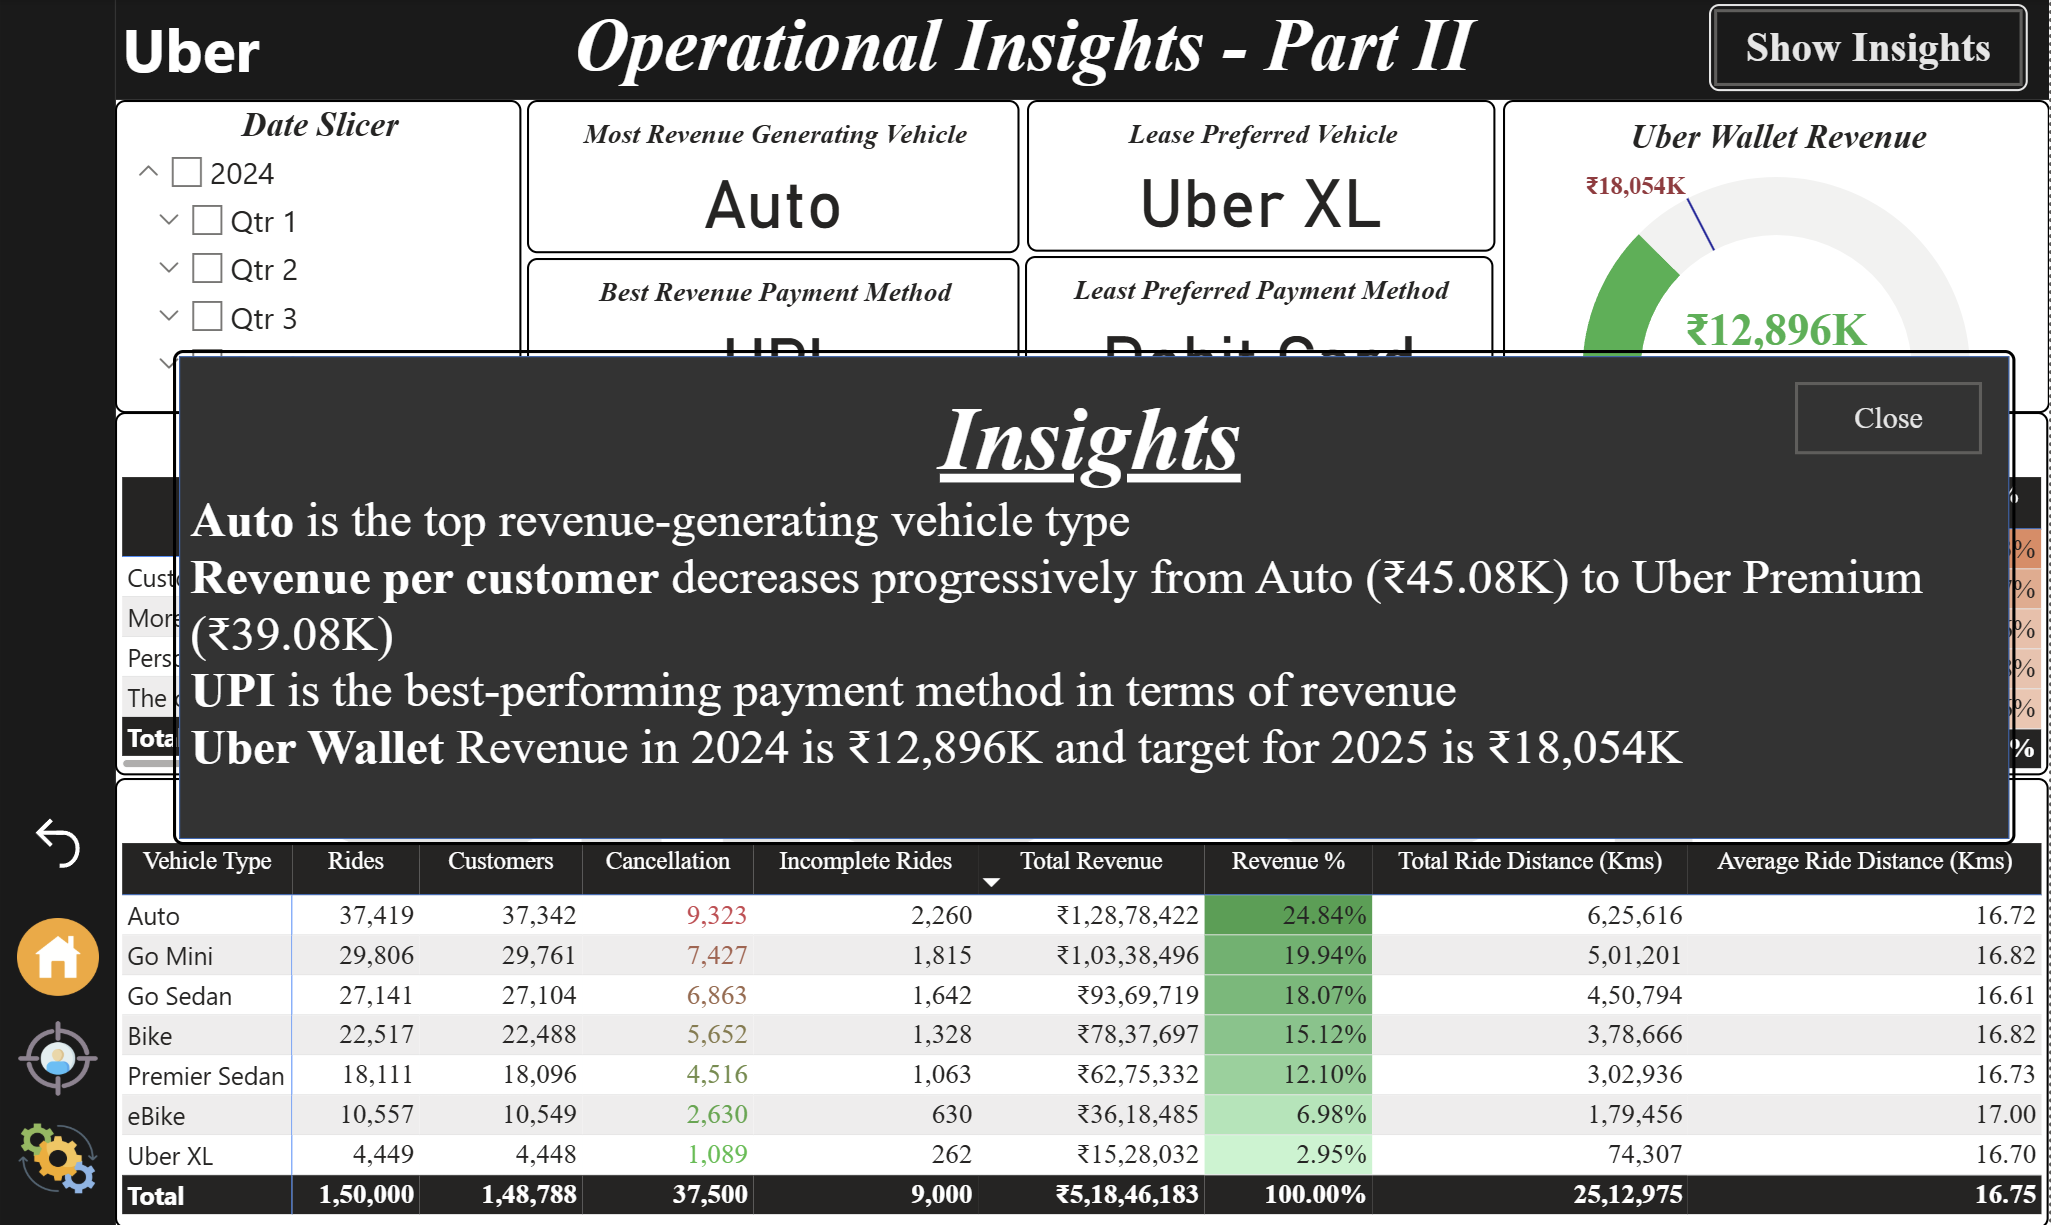 Uber
Operational Insights - Part II
Show Insights
Date Slicer
2024
Qtr 1
Qtr 2
Qtr 3
Most Revenue Generating Vehicle
Auto
Lease Preferred Vehicle
Uber XL
Best Revenue Payment Method
UPI
Least Preferred Payment Method
Debit Card
Uber Wallet Revenue
₹18,054K
₹12,896K
Close
Insights
Auto is the top revenue-generating vehicle type
Revenue per customer decreases progressively from Auto (₹45.08K) to Uber Premium
(₹39.08K)
UPI is the best-performing payment method in terms of revenue
Uber Wallet Revenue in 2024 is ₹12,896K and target for 2025 is ₹18,054K
More
The
Vehicle Type Rides Customers Cancellation Incomplete Rides Total Revenue Revenue % Total Ride Distance (Kms) Average Ride Distance (Kms)
Auto 37,419 37,342 9,323 2,260 ₹1,28,78,422 24.84% 6,25,616 16.72
Go Mini 29,806 29,761 7,427 1,815 ₹1,03,38,496 19.94% 5,01,201 16.82
Go Sedan 27,141 27,104 6,863 1,642 ₹93,69,719 18.07% 4,50,794 16.61
Bike 22,517 22,488 5,652 1,328 ₹78,37,697 15.12% 3,78,666 16.82
Premier Sedan 18,111 18,096 4,516 1,063 ₹62,75,332 12.10% 3,02,936 16.73
eBike 10,557 10,549 2,630 630 ₹36,18,485 6.98% 1,79,456 17.00
Uber XL 4,449 4,448 1,089 262 ₹15,28,032 2.95% 74,307 16.70
Total 1,50,000 1,48,788 37,500 9,000 ₹5,18,46,183 100.00% 25,12,975 16.75